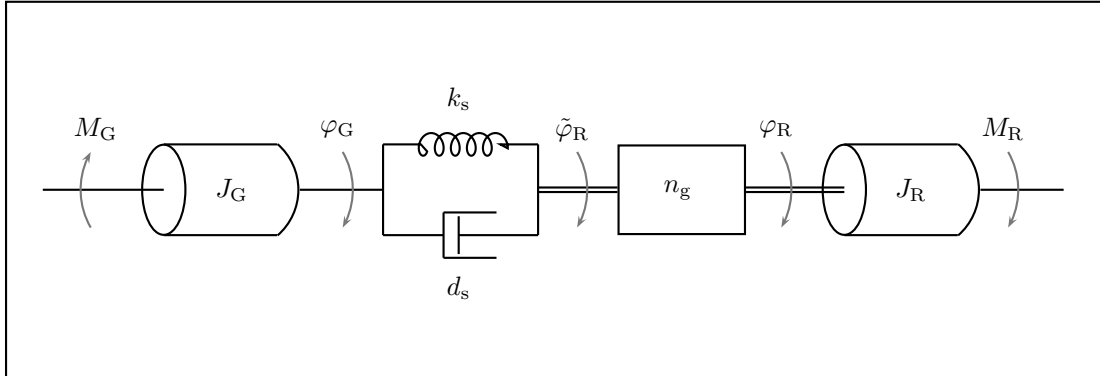 k_s
M_G
φ_G
φ̃_R
φ_R
M_R
J_G
n_g
J_R
d_s